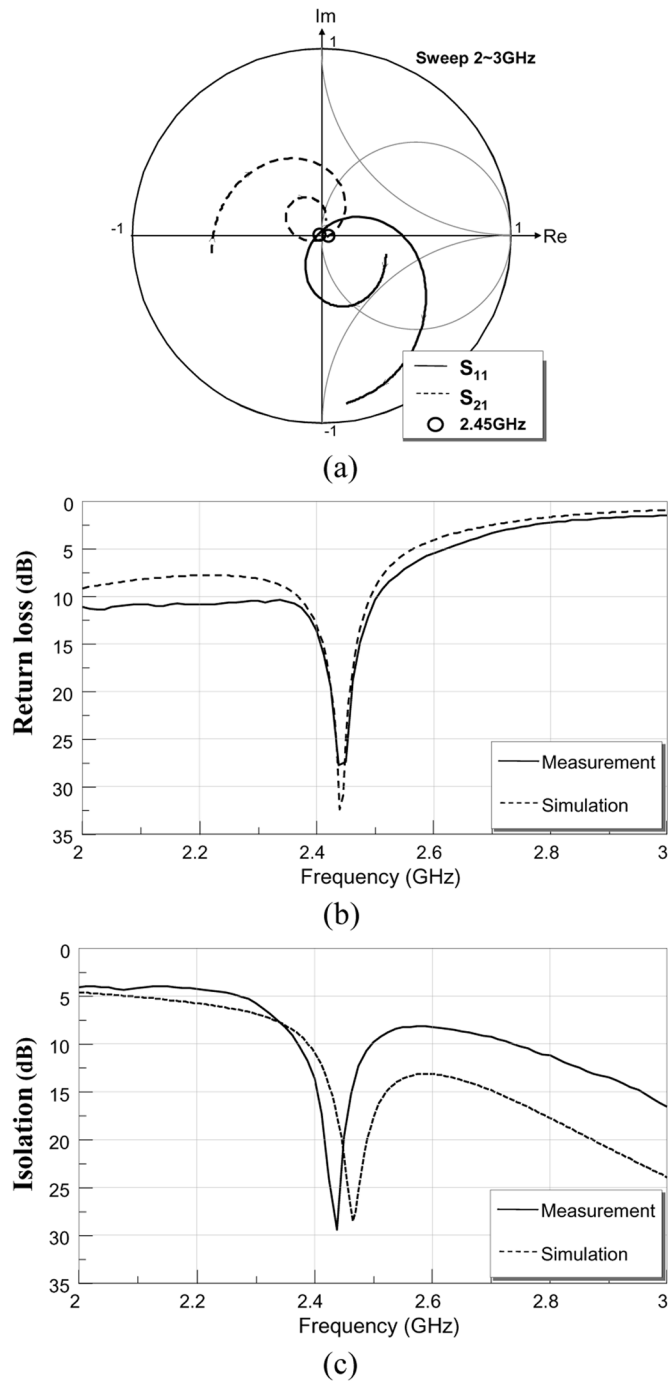 Im
1
Sweep 2~3GHz
-1
1
Re
-1
S11
S21
2.45GHz
(a)
0
5
10
15
20
25
30
35
Return loss (dB)
Measurement
Simulation
2
2.2
2.4
2.6
2.8
3
Frequency (GHz)
(b)
0
5
10
15
20
25
30
35
Isolation (dB)
Measurement
Simulation
2
2.2
2.4
2.6
2.8
3
Frequency (GHz)
(c)